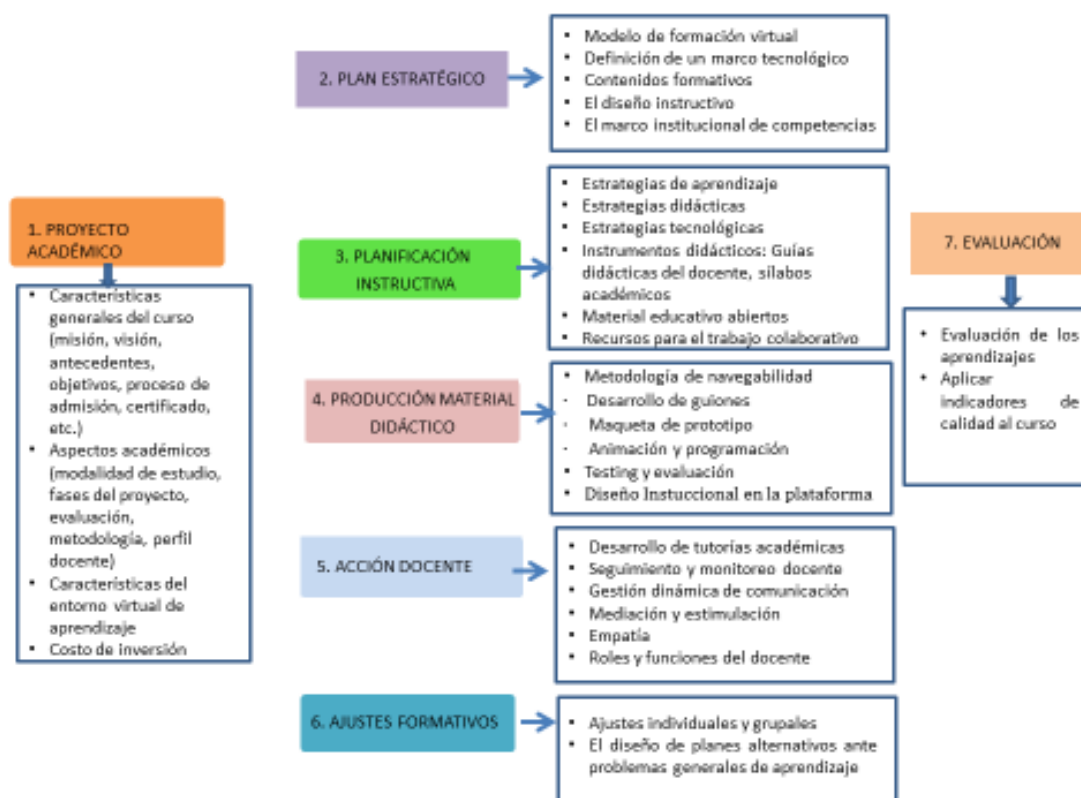 1. PROYECTO
ACADÉMICO
• Características
generales del curso
(misión, visión,
antecedentes,
objetivos, proceso de
admisión, certificado,
etc.)
• Aspectos académicos
(modalidad de estudio,
fases del proyecto,
evaluación,
metodología, perfil
docente)
• Características del
entorno virtual de
aprendizaje
• Costo de inversión
2. PLAN ESTRATÉGICO
• Modelo de formación virtual
• Definición de un marco tecnológico
• Contenidos formativos
• El diseño instructivo
• El marco institucional de competencias
3. PLANIFICACIÓN
INSTRUCTIVA
• Estrategias de aprendizaje
• Estrategias didácticas
• Estrategias tecnológicas
• Instrumentos didácticos: Guías
didácticas del docente, sílabos
académicos
• Material educativo abiertos
• Recursos para el trabajo colaborativo
4. PRODUCCIÓN MATERIAL
DIDÁCTICO
• Metodología de navegabilidad
- Desarrollo de guiones
- Maqueta de prototipo
- Animación y programación
• Testing y evaluación
• Diseño Instuccional en la plataforma
5. ACCIÓN DOCENTE
• Desarrollo de tutorías académicas
• Seguimiento y monitoreo docente
• Gestión dinámica de comunicación
• Mediación y estimulación
• Empatía
• Roles y funciones del docente
6. AJUSTES FORMATIVOS
• Ajustes individuales y grupales
• El diseño de planes alternativos ante
problemas generales de aprendizaje
7. EVALUACIÓN
• Evaluación de los
aprendizajes
• Aplicar
indicadores de
calidad al curso